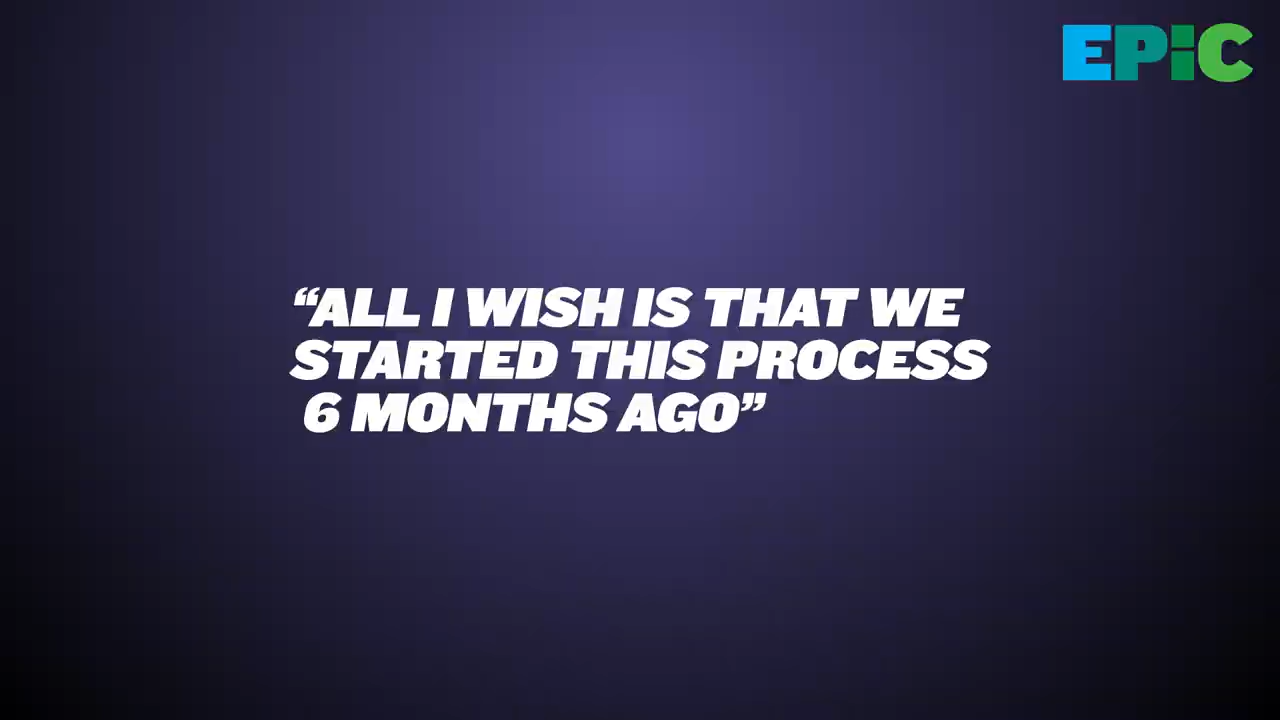 EPiC
“ALL I WISH IS THAT WE
STARTED THIS PROCESS
6 MONTHS AGO”